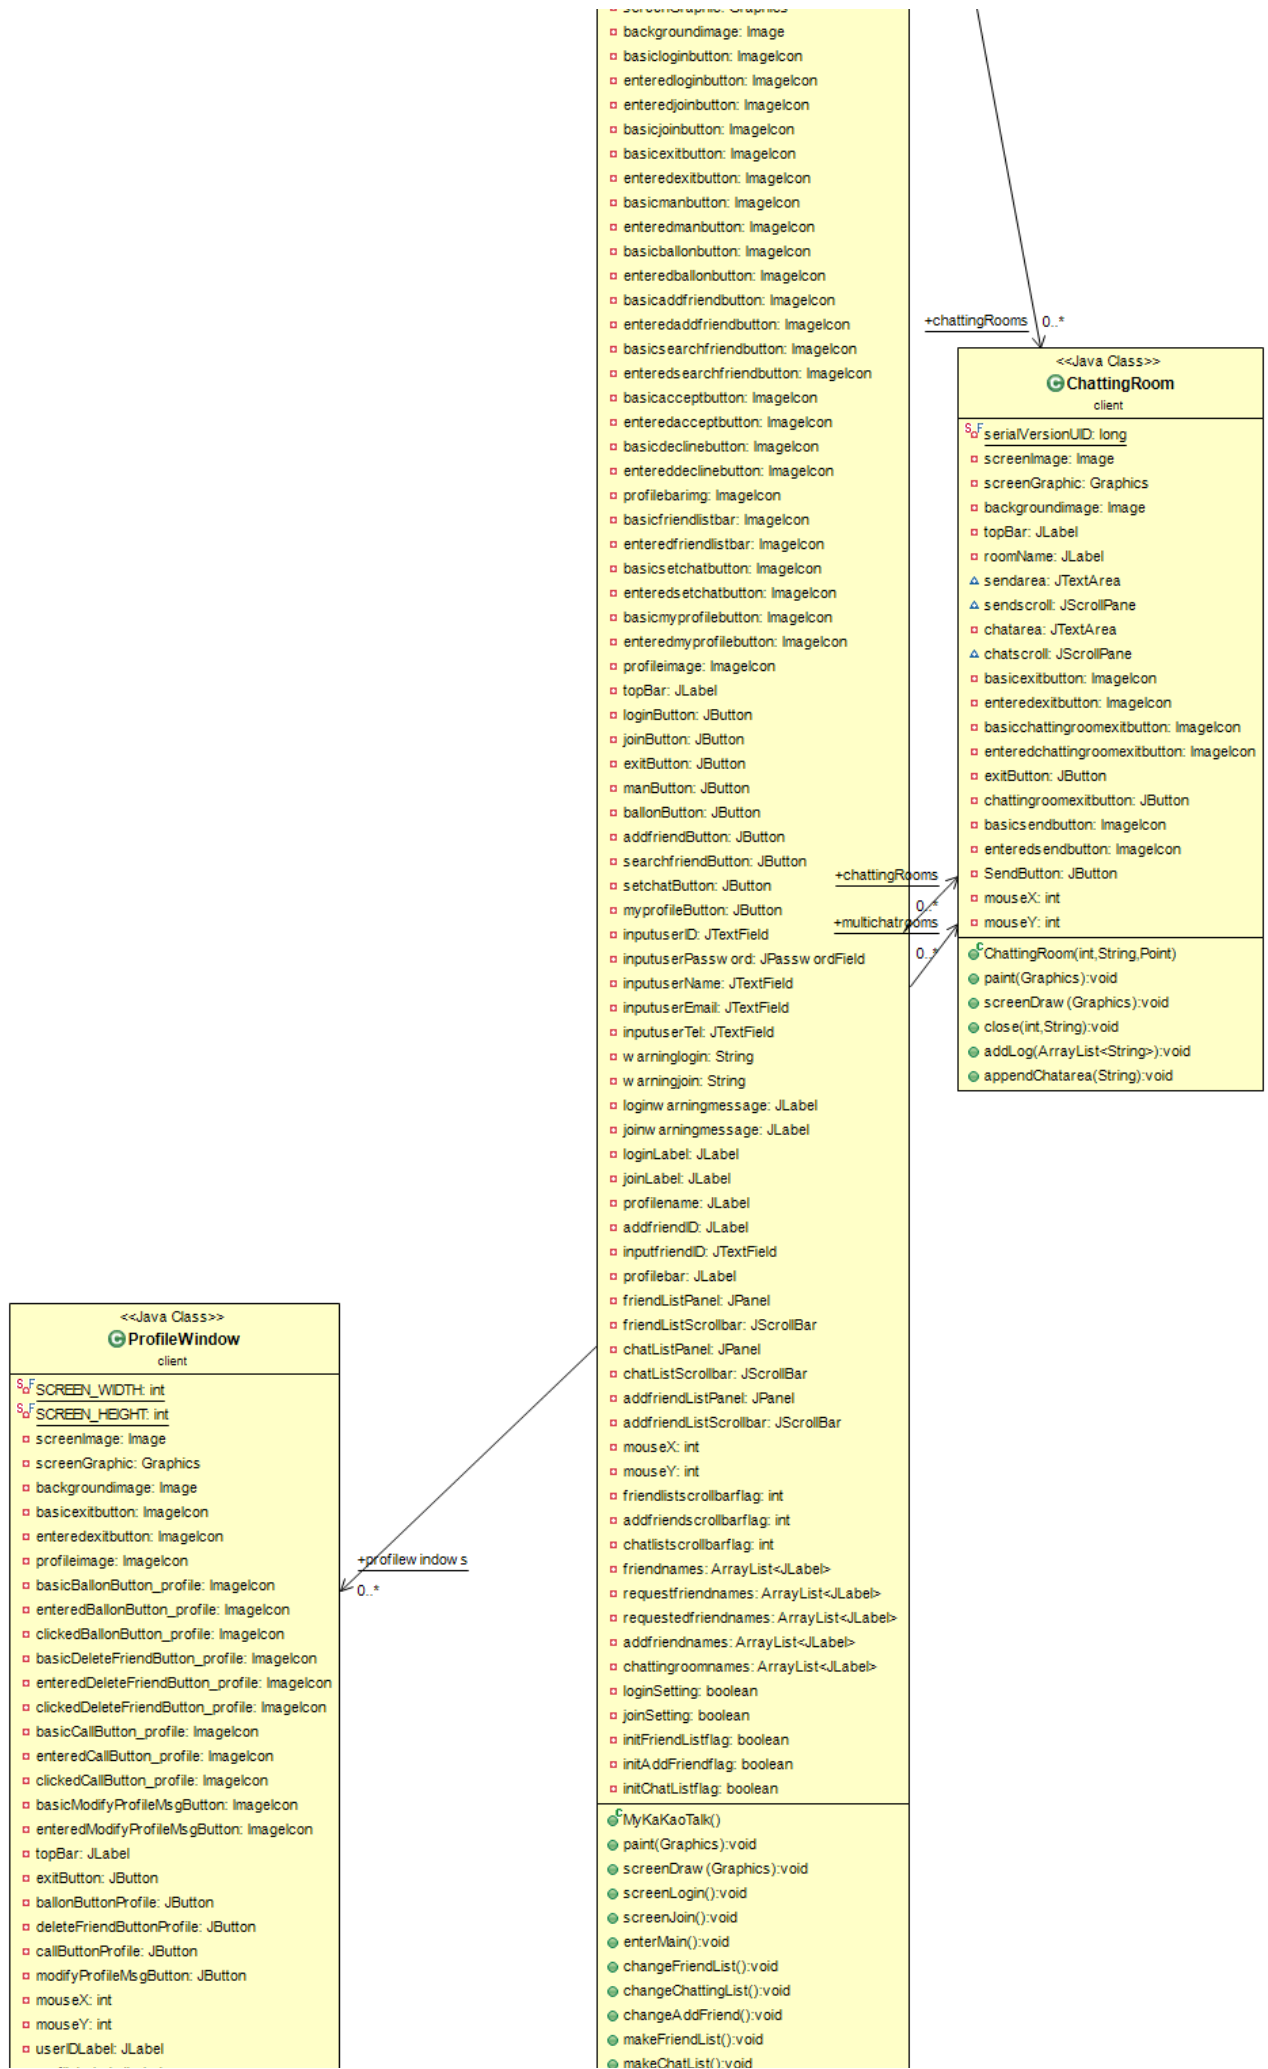 screenGraphic: Graphics
backgroundimage: Image
basicloginbutton: ImageIcon
enteredloginbutton: ImageIcon
enteredjoinbutton: ImageIcon
basicjoinbutton: ImageIcon
basicexitbutton: ImageIcon
enteredexitbutton: ImageIcon
basicmanbutton: ImageIcon
enteredmanbutton: ImageIcon
basicballonbutton: ImageIcon
enteredballonbutton: ImageIcon
basicaddfriendbutton: ImageIcon
enteredaddfriendbutton: ImageIcon
basicsearchfriendbutton: ImageIcon
enteredsearchfriendbutton: ImageIcon
basicacceptbutton: ImageIcon
enteredacceptbutton: ImageIcon
basicdeclinebutton: ImageIcon
entereddeclinebutton: ImageIcon
profilebarimg: ImageIcon
basicfriendlistbar: ImageIcon
enteredfriendlistbar: ImageIcon
basicsetchatbutton: ImageIcon
enteredsetchatbutton: ImageIcon
basicmyprofilebutton: ImageIcon
enteredmyprofilebutton: ImageIcon
profileimage: ImageIcon
topBar: JLabel
loginButton: JButton
joinButton: JButton
exitButton: JButton
manButton: JButton
ballonButton: JButton
addfriendButton: JButton
searchfriendButton: JButton
setchatButton: JButton
myprofileButton: JButton
inputuserID: JTextField
inputuserPassword: JPasswordField
inputuserName: JTextField
inputuserEmail: JTextField
inputuserTel: JTextField
warninglogin: String
warningjoin: String
loginwarningmessage: JLabel
joinwarningmessage: JLabel
loginLabel: JLabel
joinLabel: JLabel
profilename: JLabel
addfriendID: JLabel
inputfriendID: JTextField
profilebar: JLabel
friendListPanel: JPanel
friendListScrollbar: JScrollBar
chatListPanel: JPanel
chatListScrollbar: JScrollBar
addfriendListPanel: JPanel
addfriendListScrollbar: JScrollBar
mouseX: int
mouseY: int
friendlistscrollbarflag: int
addfriendscrollbarflag: int
chatlistscrollbarflag: int
friendnames: ArrayList<JLabel>
requestfriendnames: ArrayList<JLabel>
requestedfriendnames: ArrayList<JLabel>
addfriendnames: ArrayList<JLabel>
chattingroomnames: ArrayList<JLabel>
loginSetting: boolean
joinSetting: boolean
initFriendListflag: boolean
initAddFriendflag: boolean
initChatListflag: boolean
MyKaKaoTalk()
paint(Graphics):void
screenDraw(Graphics):void
screenLogin():void
screenJoin():void
enterMain():void
changeFriendList():void
changeChattingList():void
changeAddFriend():void
makeFriendList():void
makeChatList():void
+chattingRooms 0..*
<<Java Class>>
ChattingRoom
client
serialVersionUID: long
screenImage: Image
screenGraphic: Graphics
backgroundimage: Image
topBar: JLabel
roomName: JLabel
sendarea: JTextArea
sendscroll: JScrollPane
chatarea: JTextArea
chatscroll: JScrollPane
basicexitbutton: ImageIcon
enteredexitbutton: ImageIcon
basicchattingroomexitbutton: ImageIcon
enteredchattingroomexitbutton: ImageIcon
exitButton: JButton
chattingroomexitbutton: JButton
basicsendbutton: ImageIcon
enteredsendbutton: ImageIcon
SendButton: JButton
mouseX: int
mouseY: int
ChattingRoom(int,String,Point)
paint(Graphics):void
screenDraw(Graphics):void
close(int,String):void
addLog(ArrayList<String>):void
appendChatarea(String):void
+chattingRooms
0..*
+multichatrooms
0..*
<<Java Class>>
ProfileWindow
client
SCREEN_WIDTH: int
SCREEN_HEIGHT: int
screenImage: Image
screenGraphic: Graphics
backgroundimage: Image
basicexitbutton: ImageIcon
enteredexitbutton: ImageIcon
profileimage: ImageIcon
basicBallonButton_profile: ImageIcon
enteredBallonButton_profile: ImageIcon
clickedBallonButton_profile: ImageIcon
basicDeleteFriendButton_profile: ImageIcon
enteredDeleteFriendButton_profile: ImageIcon
clickedDeleteFriendButton_profile: ImageIcon
basicCallButton_profile: ImageIcon
enteredCallButton_profile: ImageIcon
clickedCallButton_profile: ImageIcon
basicModifyProfileMsgButton: ImageIcon
enteredModifyProfileMsgButton: ImageIcon
topBar: JLabel
exitButton: JButton
ballonButtonProfile: JButton
deleteFriendButtonProfile: JButton
callButtonProfile: JButton
modifyProfileMsgButton: JButton
mouseX: int
mouseY: int
userIDLabel: JLabel
+profilewindows
0..*